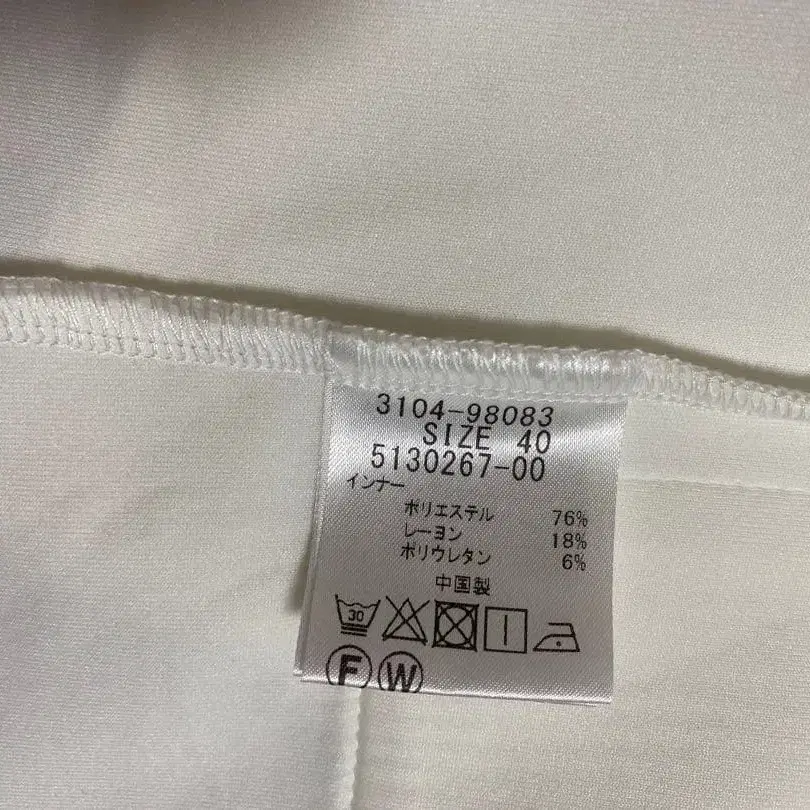 3104-98083
SIZE 40
5130267-00
インナー
ポリエステル 76%
レーヨン 18%
ポリウレタン 6%
中国製
30
F W